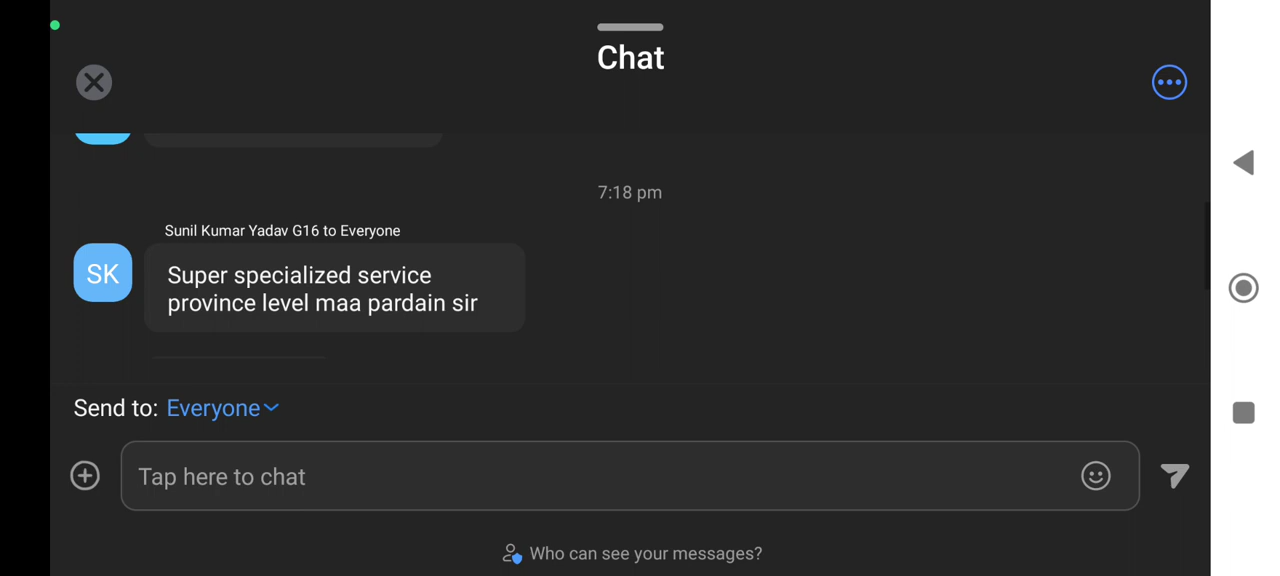 Chat
7:18 pm
Sunil Kumar Yadav G16 to Everyone
SK
Super specialized service
province level maa pardain sir
Send to: Everyone
Tap here to chat
Who can see your messages?